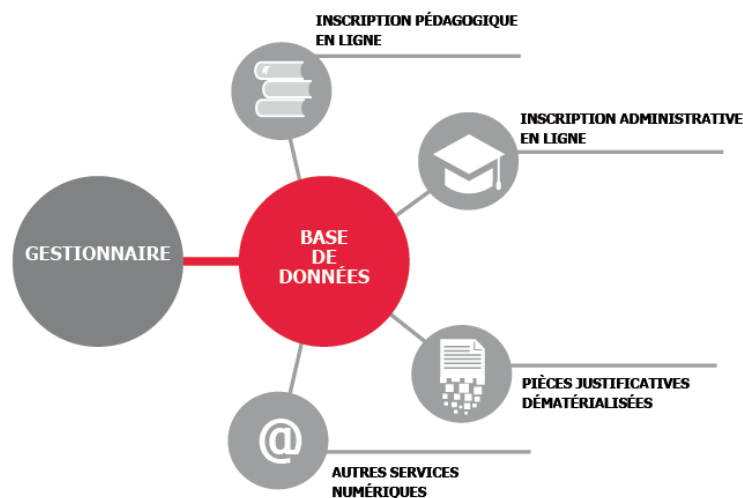 INSCRIPTION PÉDAGOGIQUE
EN LIGNE
INSCRIPTION ADMINISTRATIVE
EN LIGNE
GESTIONNAIRE
BASE
DE
DONNÉES
PIÈCES JUSTIFICATIVES
DÉMATÉRIALISÉES
@
AUTRES SERVICES
NUMÉRIQUES